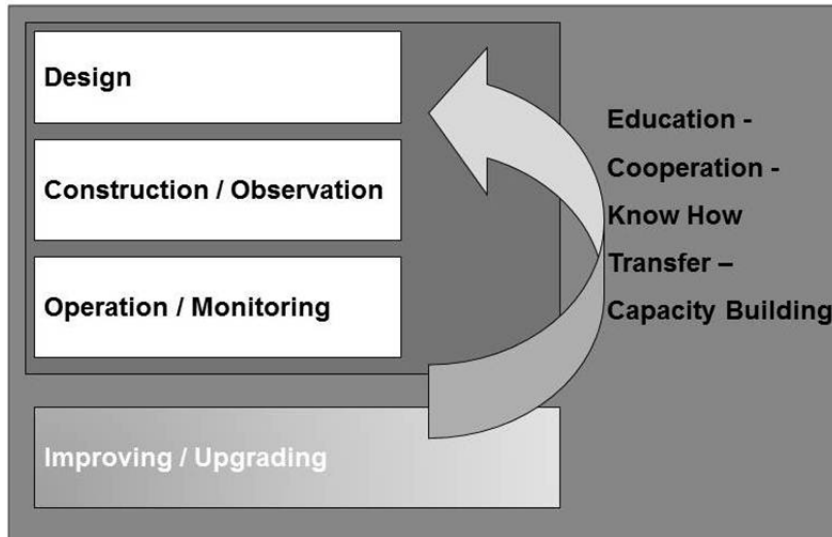 Design
Construction / Observation
Operation / Monitoring
Improving / Upgrading
Education -
Cooperation -
Know How
Transfer –
Capacity Building